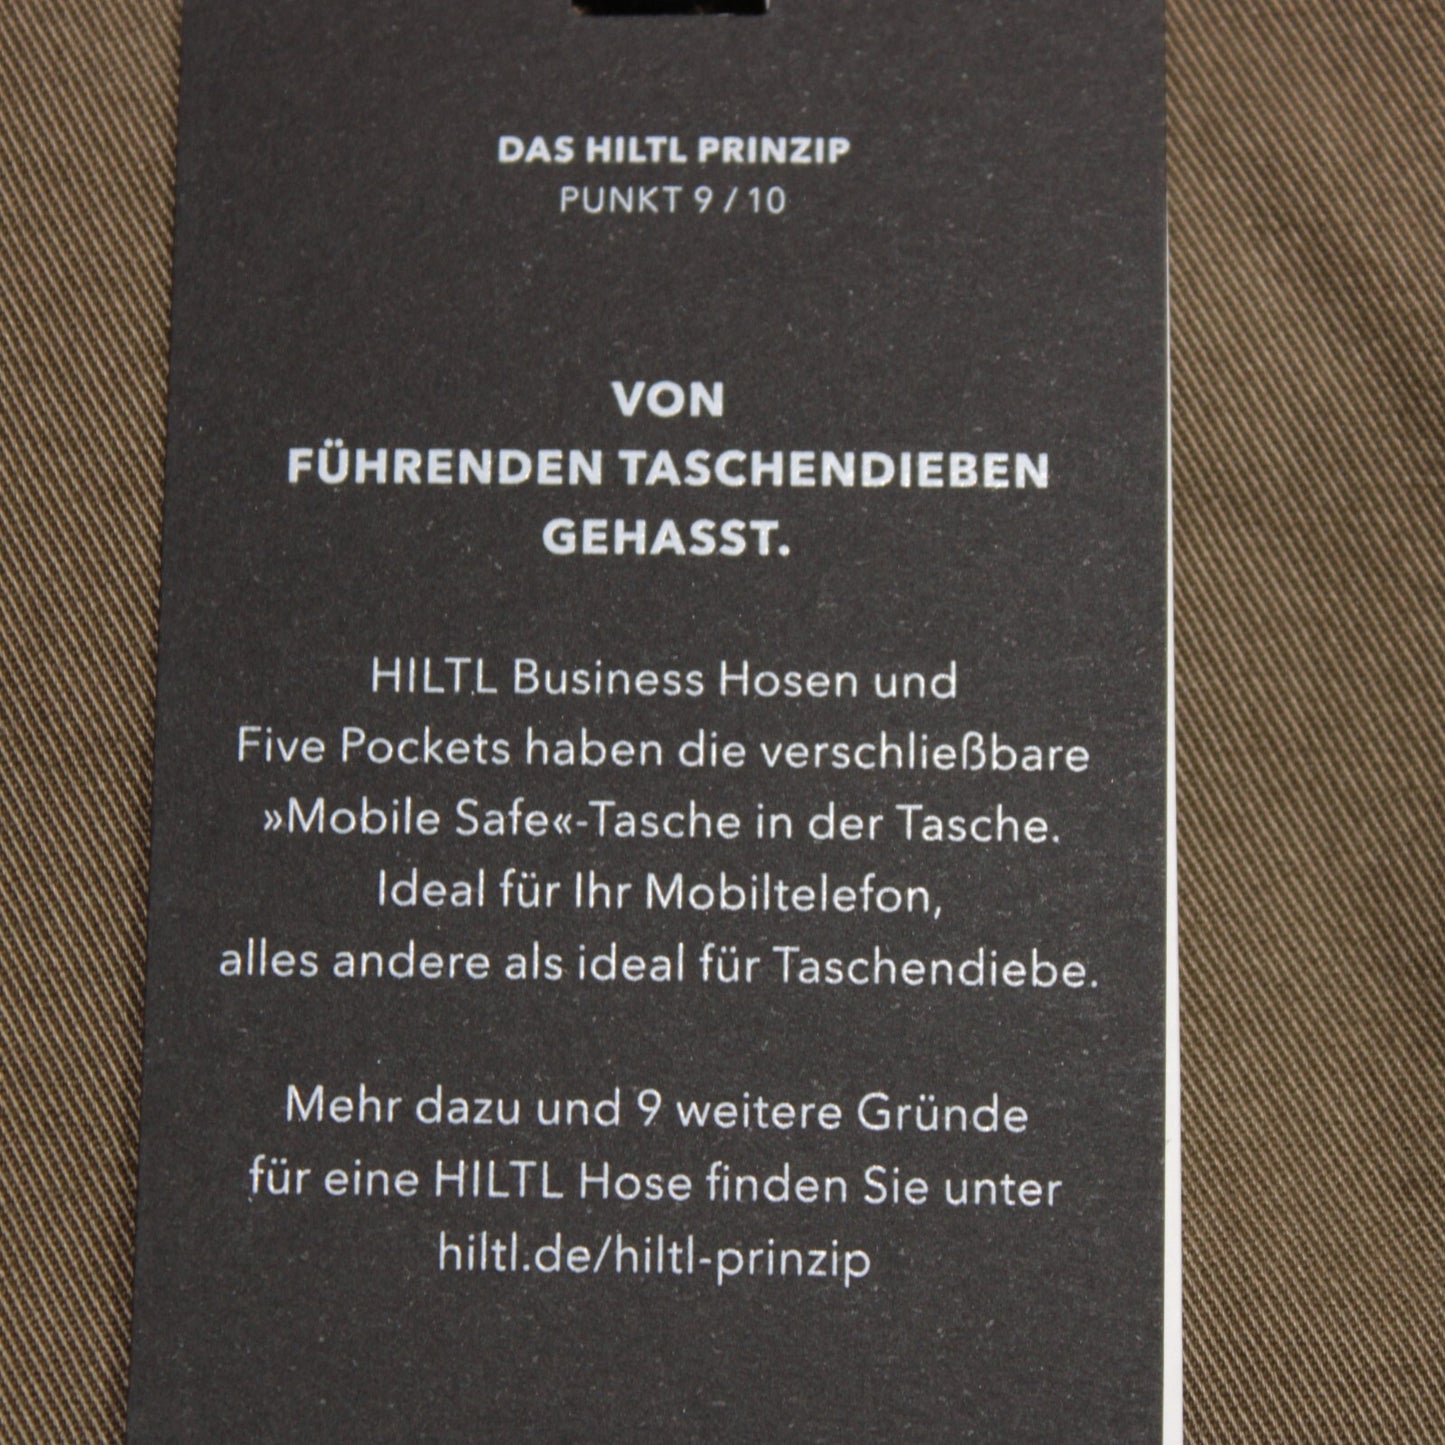 DAS HILTL PRINZIP
PUNKT 9 / 10
VON
FÜHRENDEN TASCHENDIEBEN
GEHASST.
HILTL Business Hosen und
Five Pockets haben die verschließbare
»Mobile Safe«-Tasche in der Tasche.
Ideal für Ihr Mobiltelefon,
alles andere als ideal für Taschendiebe.
Mehr dazu und 9 weitere Gründe
für eine HILTL Hose finden Sie unter
hiltl.de/hiltl-prinzip